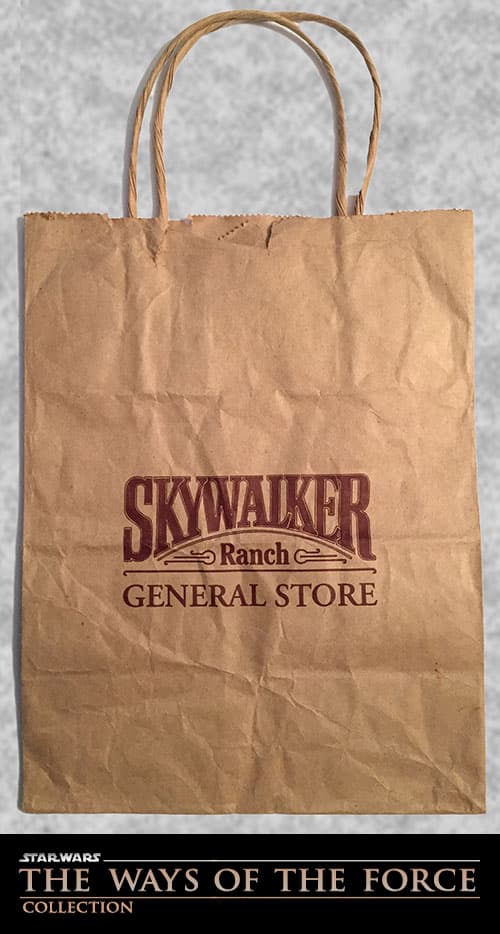 SKYWALKER
Ranch
GENERAL STORE
STAR WARS
THE WAYS OF THE FORCE
COLLECTION